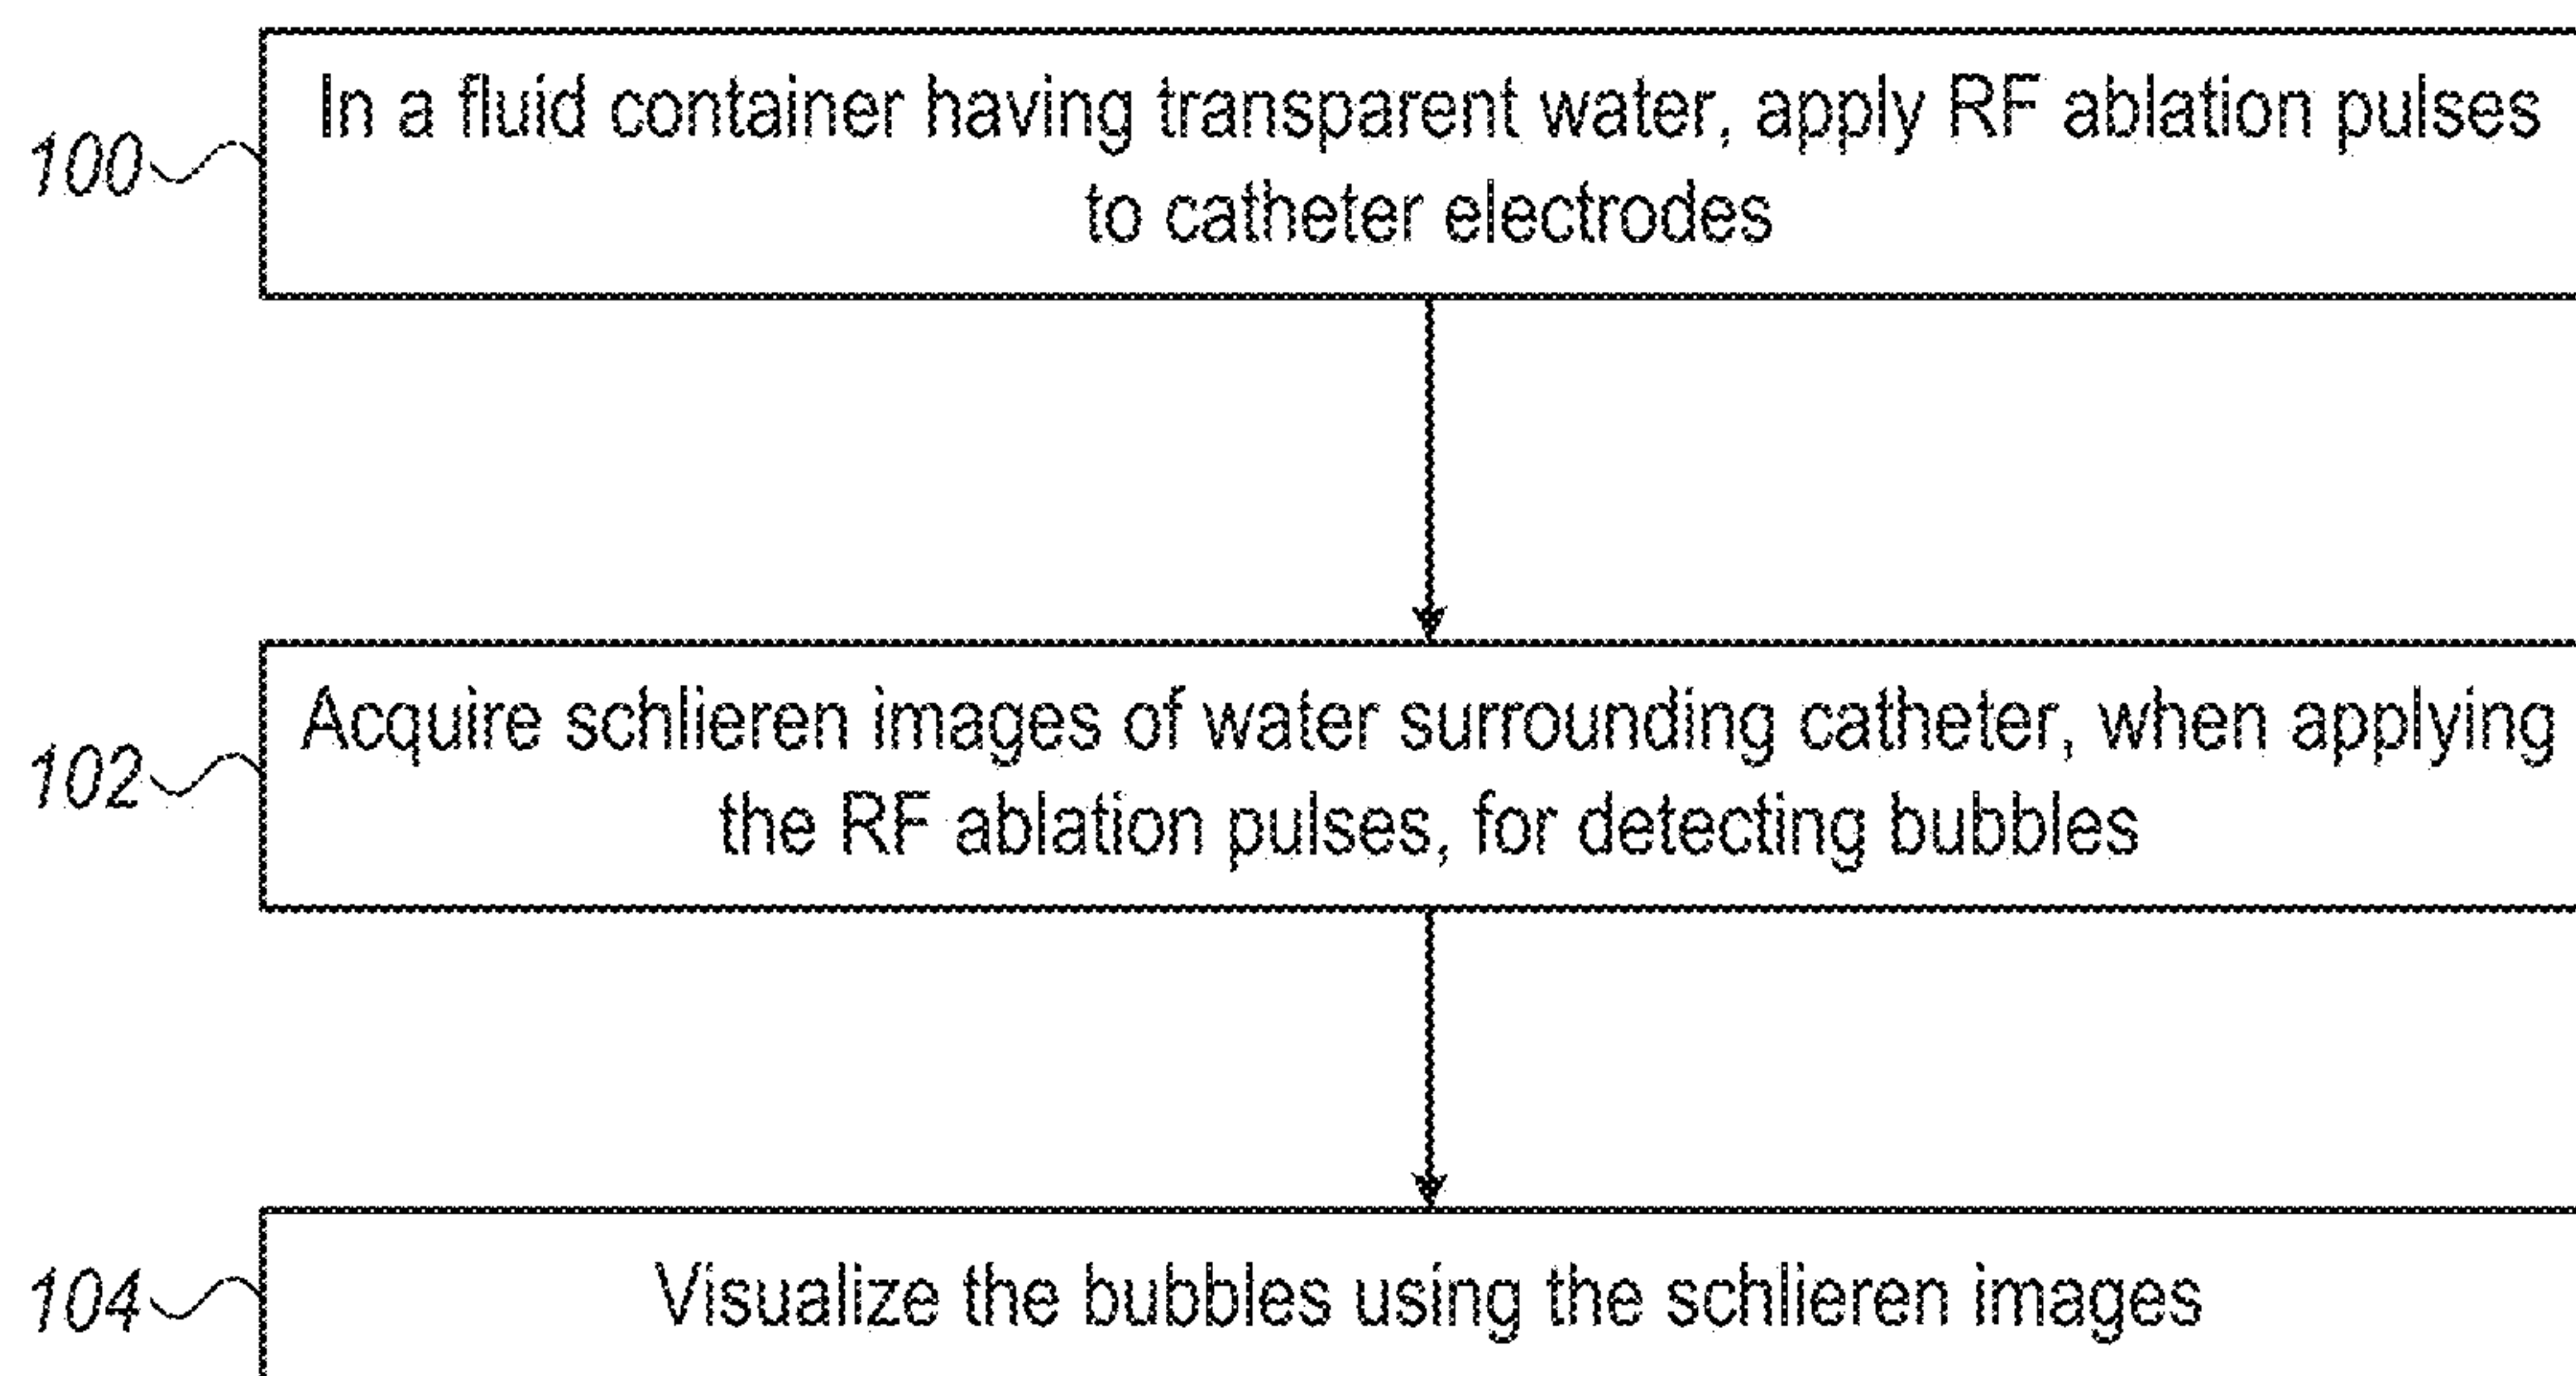 In a fluid container having transparent water, apply RF ablation pulses
100
to catheter electrodes
Acquire schlieren images of water surrounding catheter, when applying
102
the RF ablation pulses, for detecting bubbles
104
Visualize the bubbles using the schlieren images